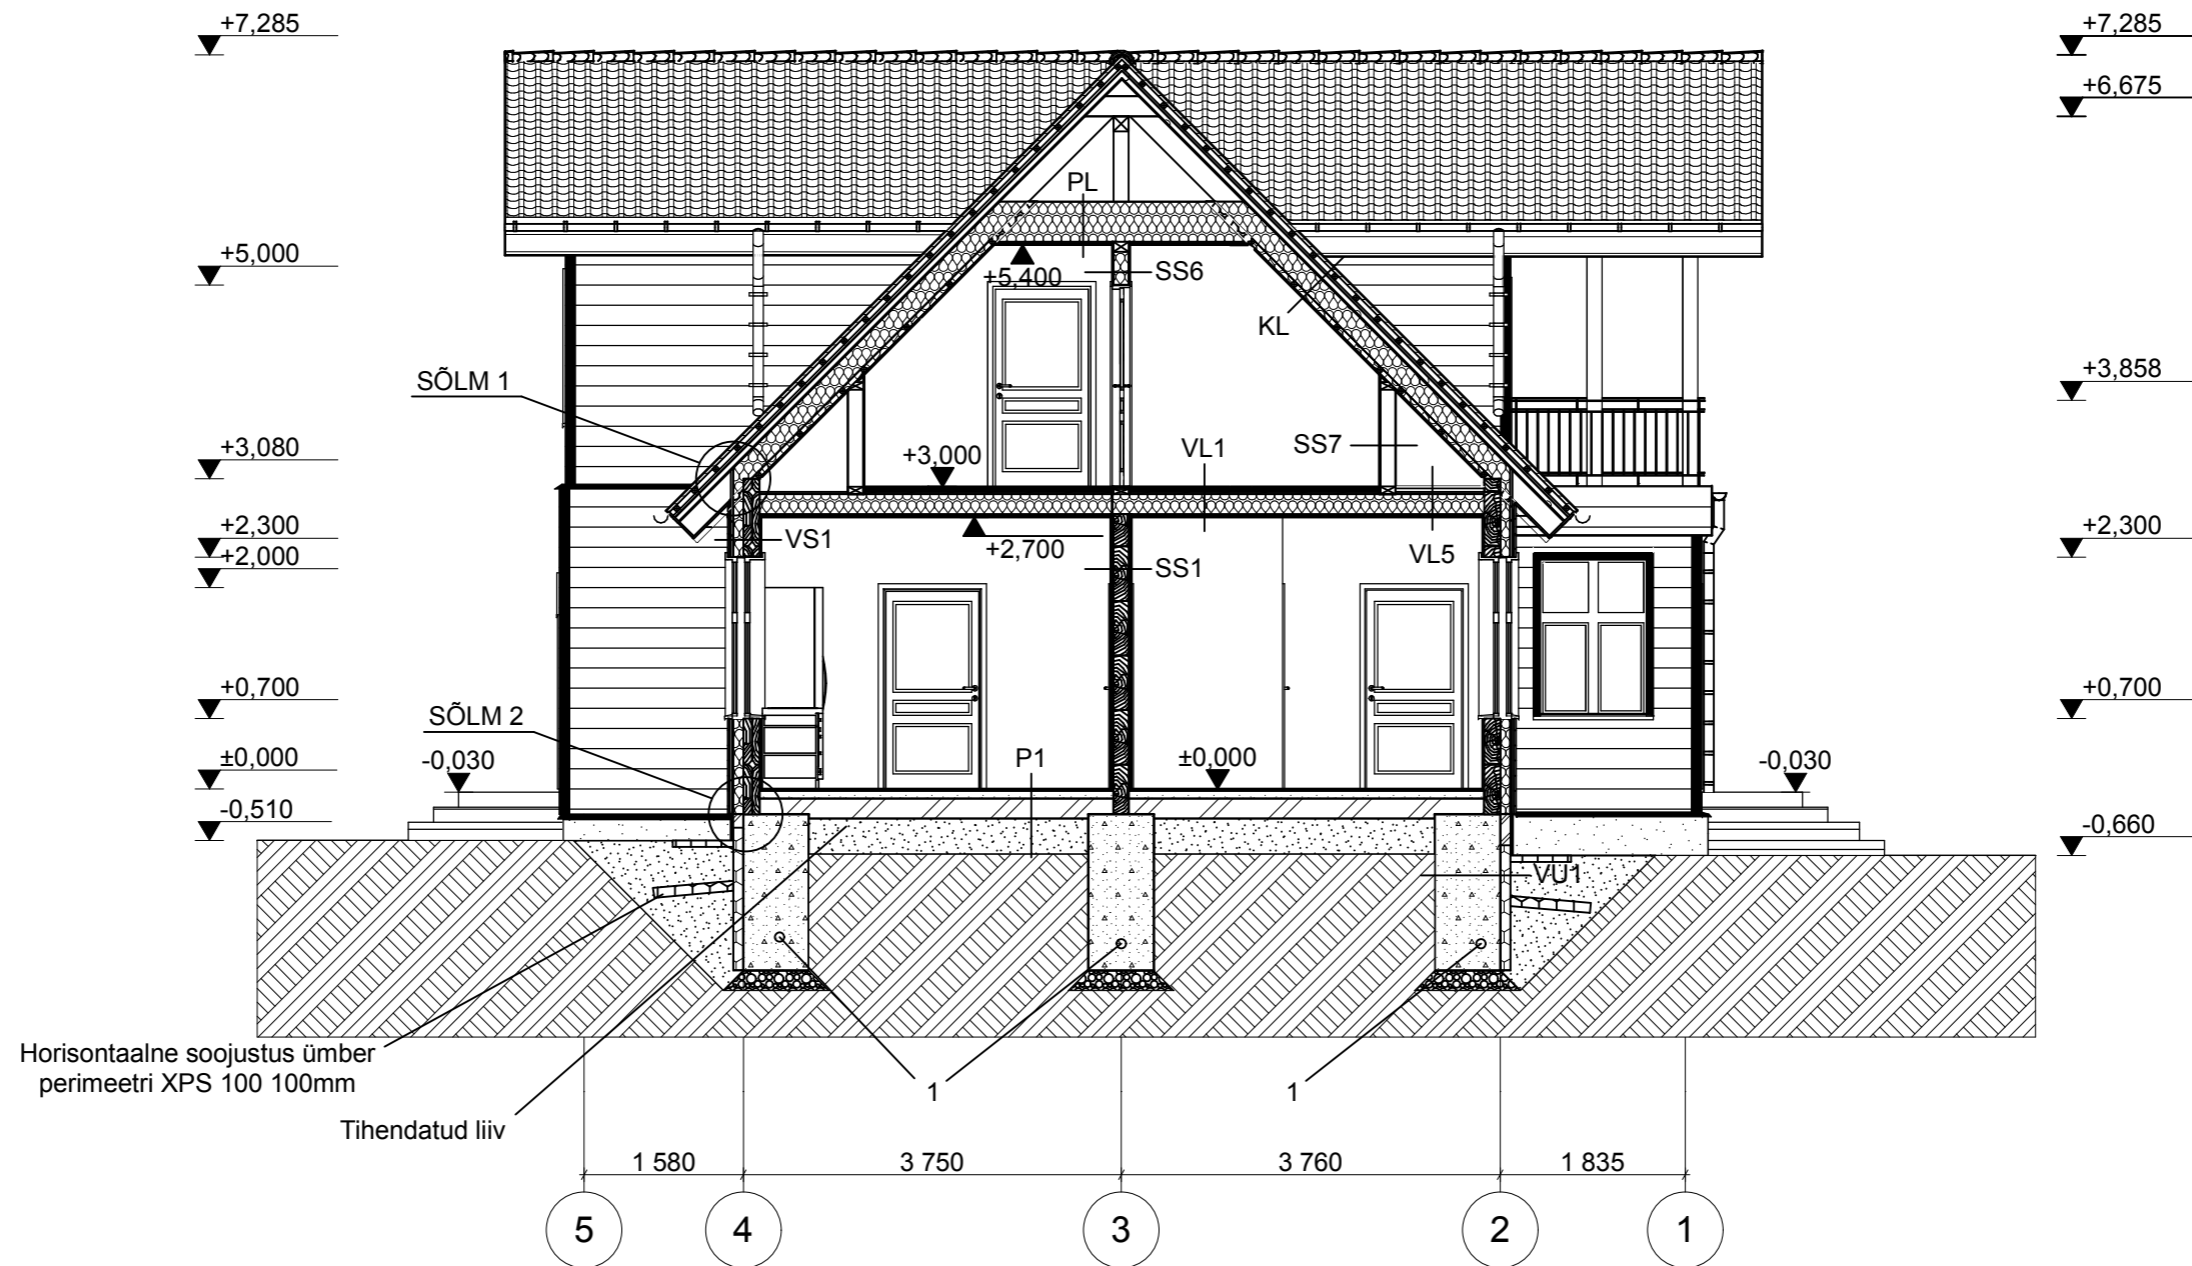 +7,285
+7,285
+6,675
PL
+5,000
+5,400
SS6
KL
SÕLM 1
+3,858
+3,080
+3,000
VL1
SS7
+2,300
+2,000
VS1
+2,700
SS1
VL5
+2,300
+0,700
SÕLM 2
+0,700
±0,000
-0,030
P1
±0,000
-0,030
-0,510
-0,660
VU1
Horisontaalne soojustus ümber
perimeetri XPS 100 100mm
Tihendatud liiv
1
1
1 580
3 750
3 760
1 835
5
4
3
2
1